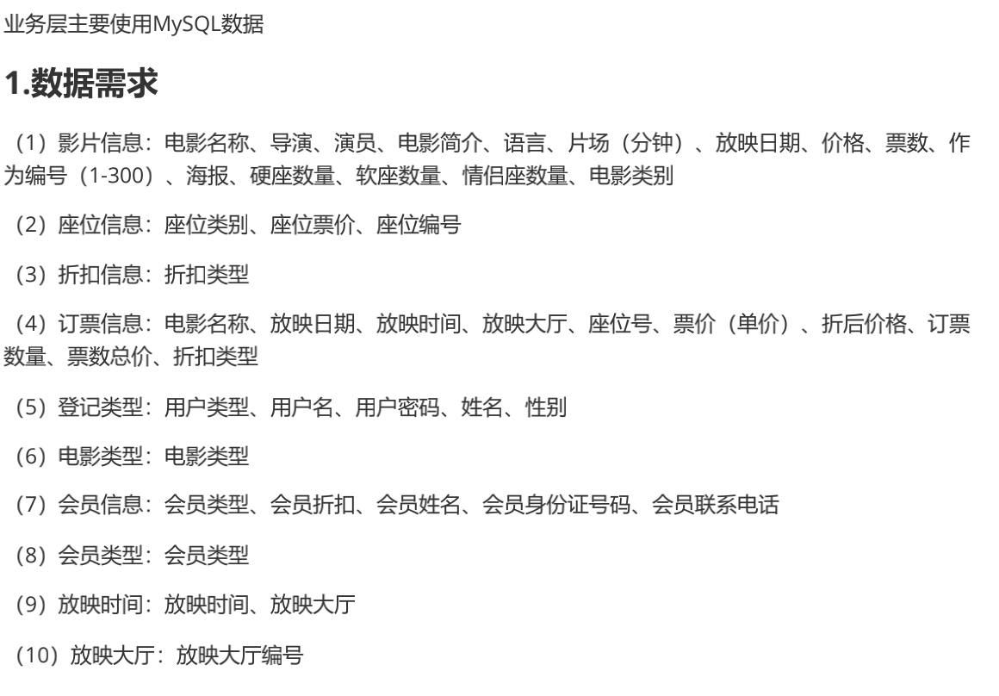 业务层主要使用MySQL数据
1.数据需求
（1）影片信息：电影名称、导演、演员、电影简介、语言、片场（分钟）、放映日期、价格、票数、作
为编号（1-300）、海报、硬座数量、软座数量、情侣座数量、电影类别
（2）座位信息：座位类别、座位票价、座位编号
（3）折扣信息：折扣类型
（4）订票信息：电影名称、放映日期、放映时间、放映大厅、座位号、票价（单价）、折后价格、订票
数量、票数总价、折扣类型
（5）登记类型：用户类型、用户名、用户密码、姓名、性别
（6）电影类型：电影类型
（7）会员信息：会员类型、会员折扣、会员姓名、会员身份证号码、会员联系电话
（8）会员类型：会员类型
（9）放映时间：放映时间、放映大厅
（10）放映大厅：放映大厅编号